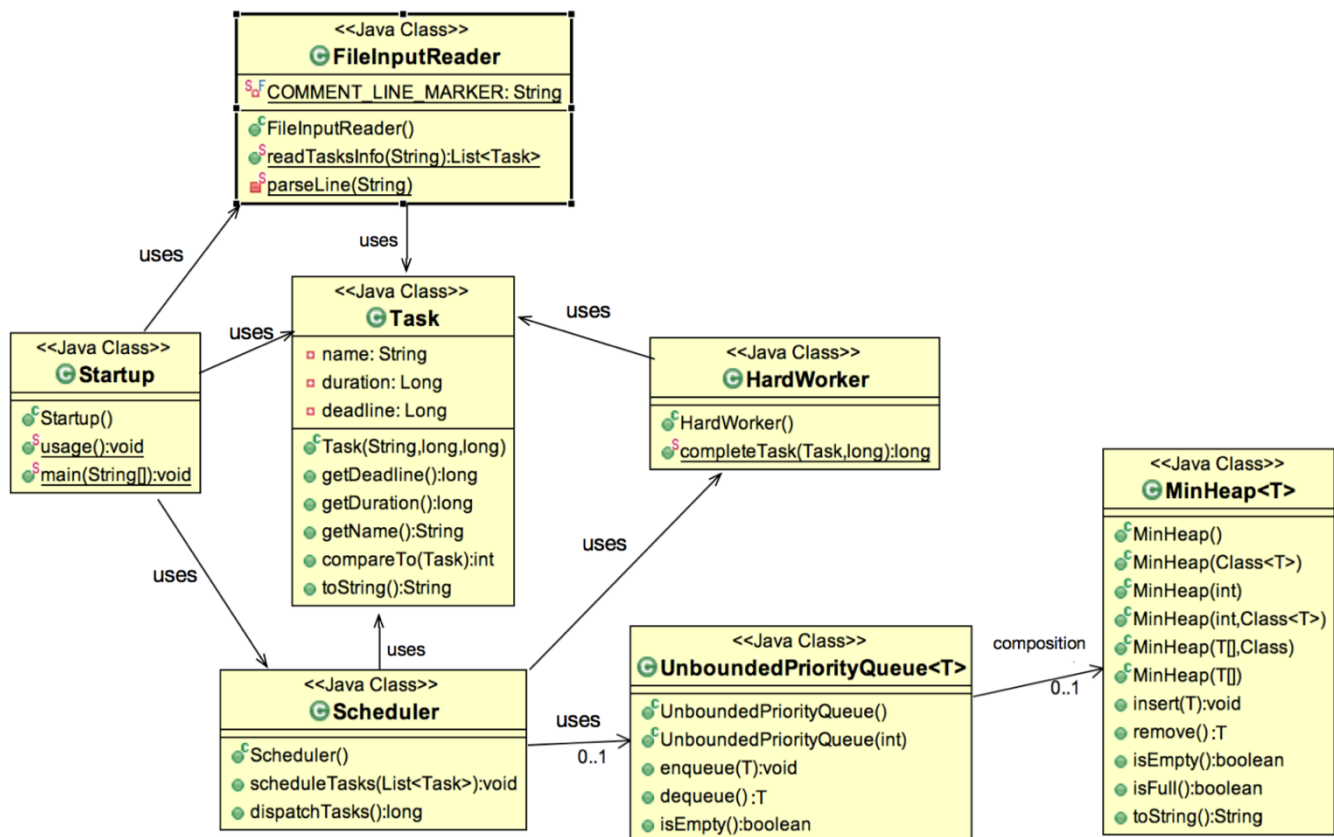 <<Java Class>>
FileInputReader
COMMENT_LINE_MARKER: String
FileInputReader()
readTasksInfo(String):List<Task>
parseLine(String)
uses
uses
<<Java Class>>
Task
name: String
duration: Long
deadline: Long
Task(String,long,long)
getDeadline():long
getDuration():long
getName():String
compareTo(Task):int
toString():String
uses
uses
<<Java Class>>
Startup
Startup()
usage():void
main(String[]):void
<<Java Class>>
HardWorker
HardWorker()
completeTask(Task,long):long
uses
uses
uses
<<Java Class>>
MinHeap<T>
MinHeap()
MinHeap(Class<T>)
MinHeap(int)
MinHeap(int,Class<T>)
MinHeap(T[],Class)
MinHeap(T[])
insert(T):void
remove():T
isEmpty():boolean
isFull():boolean
toString():String
<<Java Class>>
Scheduler
Scheduler()
scheduleTasks(List<Task>):void
dispatchTasks():long
uses
0..1
<<Java Class>>
UnboundedPriorityQueue<T>
UnboundedPriorityQueue()
UnboundedPriorityQueue(int)
enqueue(T):void
dequeue():T
isEmpty():boolean
composition
0..1